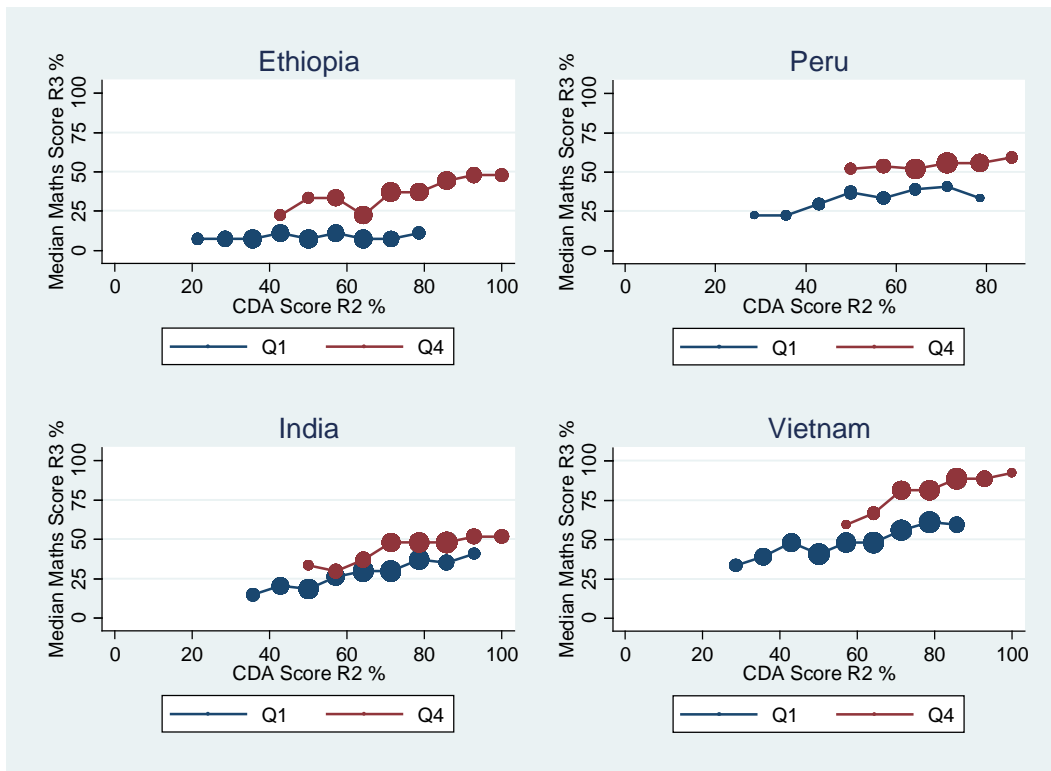 Ethiopia
Median Maths Score R3 %
100
75
50
25
0
0 20 40 60 80 100
CDA Score R2 %
Q1 Q4
Peru
Median Maths Score R3 %
100
75
50
25
0
0 20 40 60 80
CDA Score R2 %
Q1 Q4
India
Median Maths Score R3 %
100
75
50
25
0
0 20 40 60 80 100
CDA Score R2 %
Q1 Q4
Vietnam
Median Maths Score R3 %
100
75
50
25
0
0 20 40 60 80 100
CDA Score R2 %
Q1 Q4